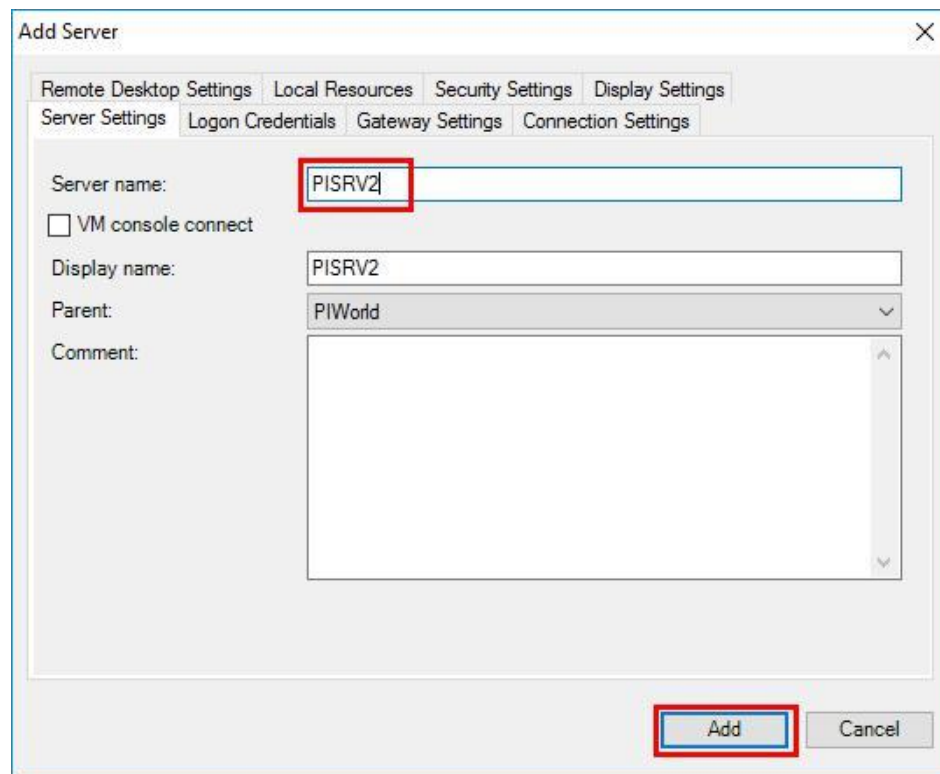 Add Server
Remote Desktop Settings Local Resources Security Settings Display Settings
Server Settings Logon Credentials Gateway Settings Connection Settings
Server name: PISRV2
VM console connect
Display name: PISRV2
Parent: PIWorld
Comment:
Add Cancel